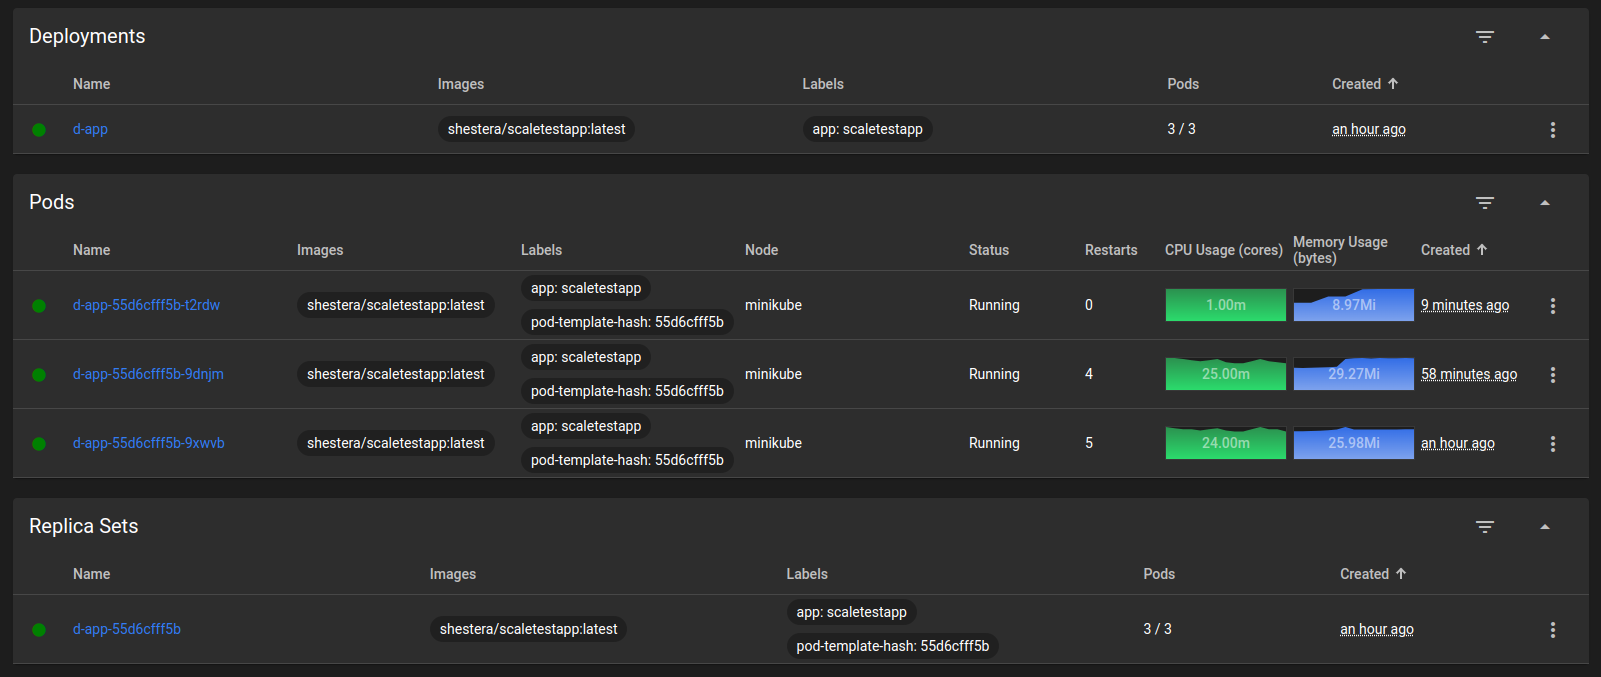 Deployments
Name Images Labels Pods Created
d-app shestera/scaletestapp:latest app: scaletestapp 3 / 3 an hour ago
Pods
Name Images Labels Node Status Restarts CPU Usage (cores) Memory Usage (bytes) Created
d-app-55d6cfff5b-t2rdw shestera/scaletestapp:latest app: scaletestapp pod-template-hash: 55d6cfff5b minikube Running 0 1.00m 8.97Mi 9 minutes ago
d-app-55d6cfff5b-9dnjm shestera/scaletestapp:latest app: scaletestapp pod-template-hash: 55d6cfff5b minikube Running 4 25.00m 29.27Mi 58 minutes ago
d-app-55d6cfff5b-9xwvb shestera/scaletestapp:latest app: scaletestapp pod-template-hash: 55d6cfff5b minikube Running 5 24.00m 25.98Mi an hour ago
Replica Sets
Name Images Labels Pods Created
d-app-55d6cfff5b shestera/scaletestapp:latest app: scaletestapp pod-template-hash: 55d6cfff5b 3 / 3 an hour ago